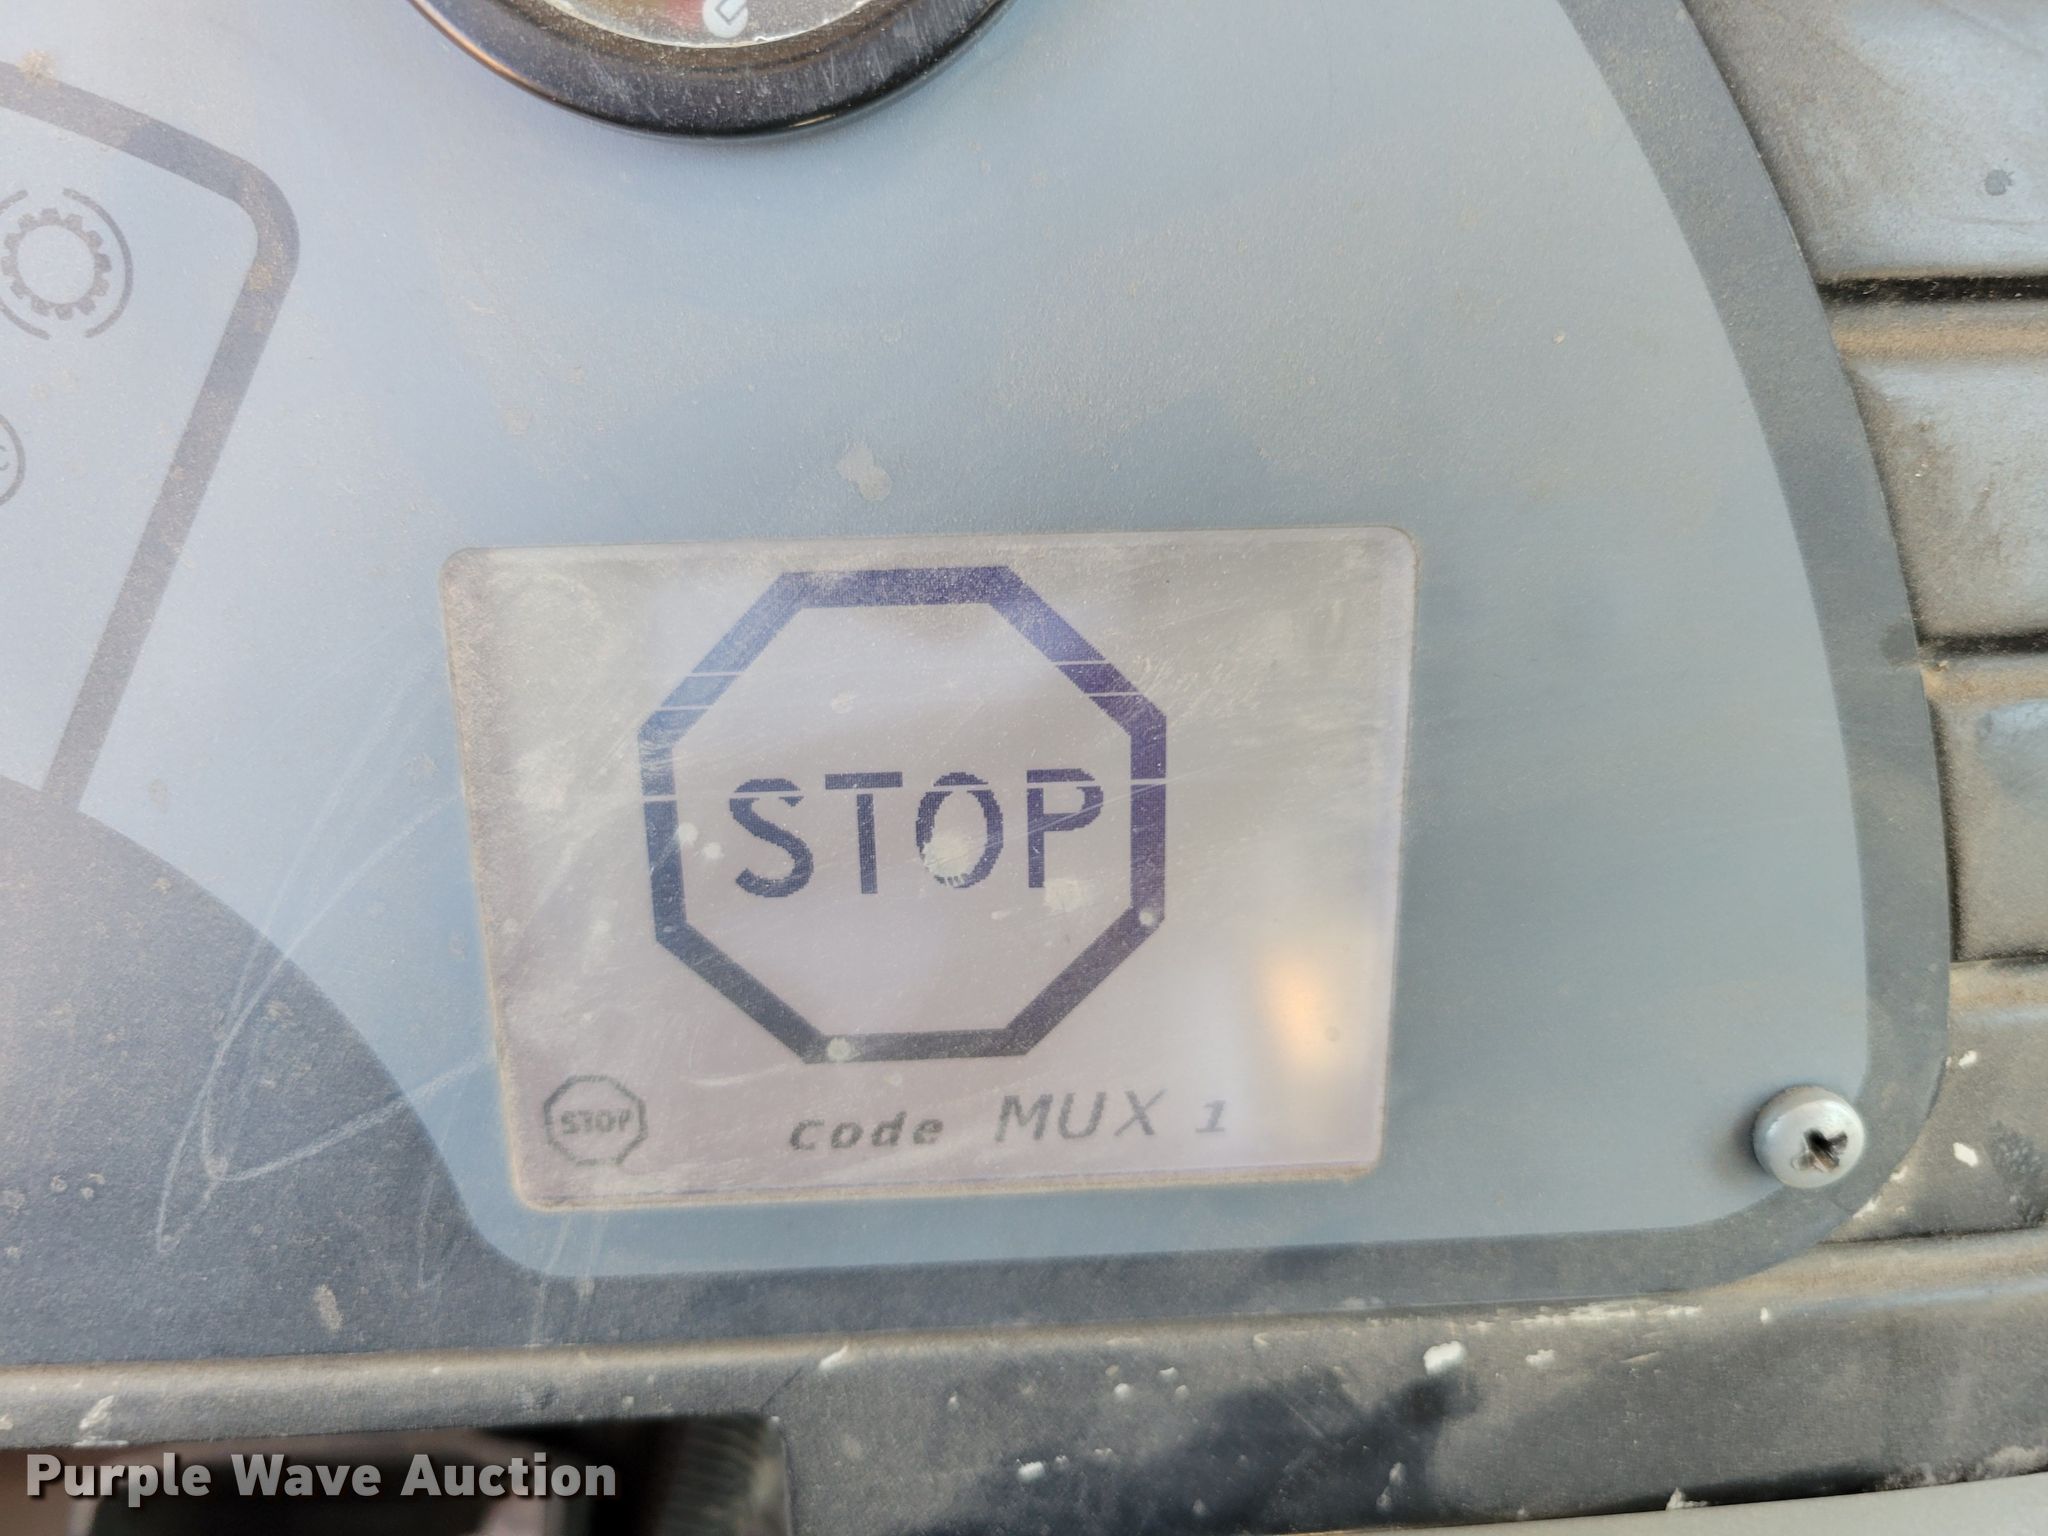 STOP
STOP Code MUX 1
Purple Wave Auction